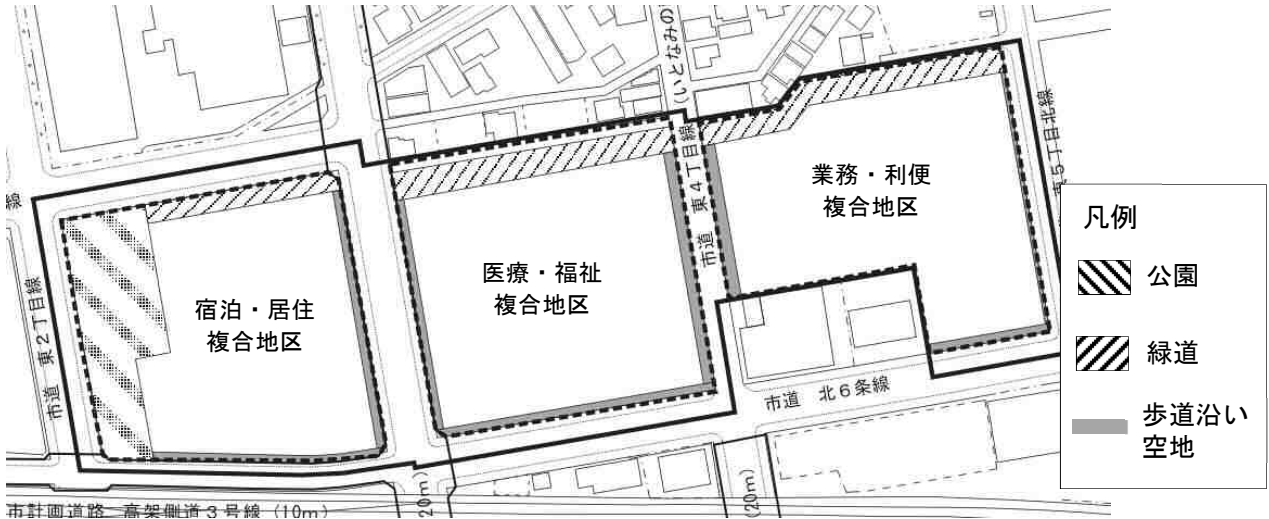 (いとなみの
業務・利便
複合地区
医療・福祉
複合地区
宿泊・居住
複合地区
市道 東2丁目線
市道 東4丁目線
5丁目北線
市道 北6条線
市計画道路 高架側道3号線 (10m)
20m)
(20m)
凡例
公園
緑道
歩道沿い
空地